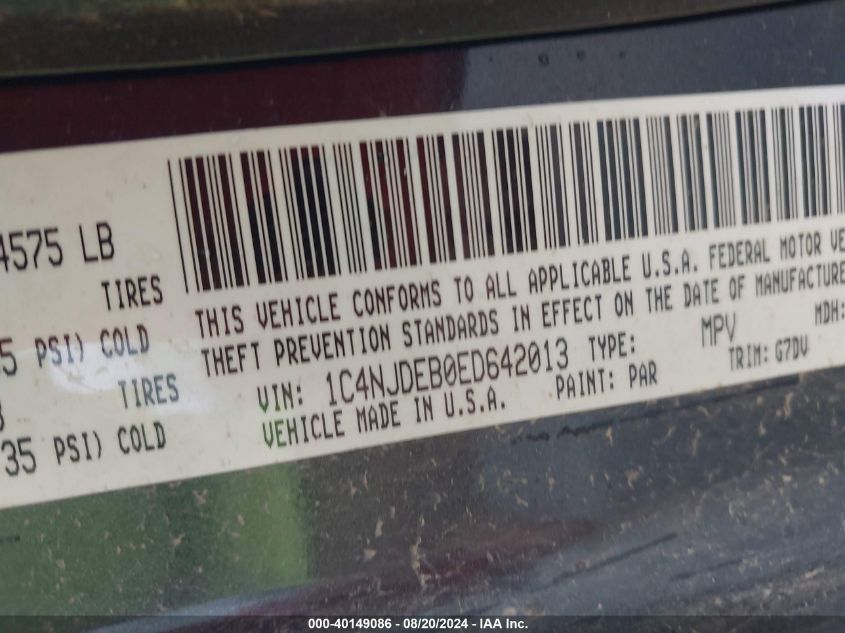 4575 LB
TIRES
5 PSI) COLD
TIRES
35 PSI) COLD
THIS VEHICLE CONFORMS TO ALL APPLICABLE U.S.A. FEDERAL MOTOR VE
THEFT PREVENTION STANDARDS IN EFFECT ON THE DATE OF MANUFACTURE
VIN: 1C4NJDEB0ED642013 TYPE: MPV MDH:
VEHICLE MADE IN U.S.A. PAINT: PAR TRIM: G7DV
000-40149086 - 08/20/2024 - IAA Inc.